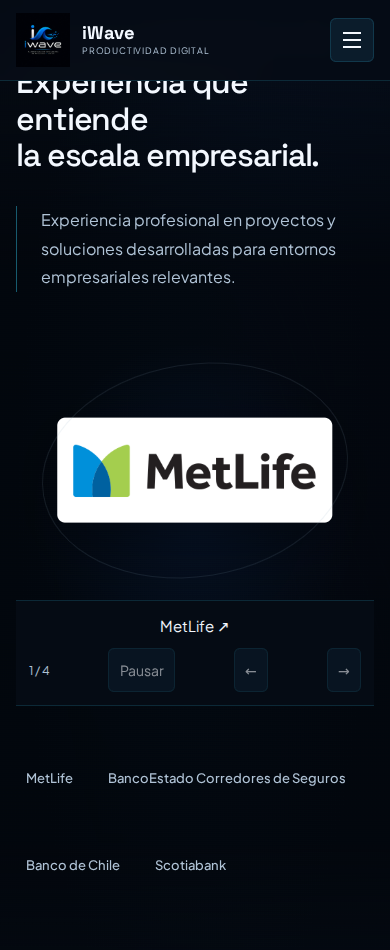 iWave
PRODUCTIVIDAD DIGITAL
Experiencia que
entiende
la escala empresarial.
Experiencia profesional en proyectos y
soluciones desarrolladas para entornos
empresariales relevantes.
MetLife
MetLife ↗
1 / 4
Pausar
←
→
MetLife
BancoEstado Corredores de Seguros
Banco de Chile
Scotiabank